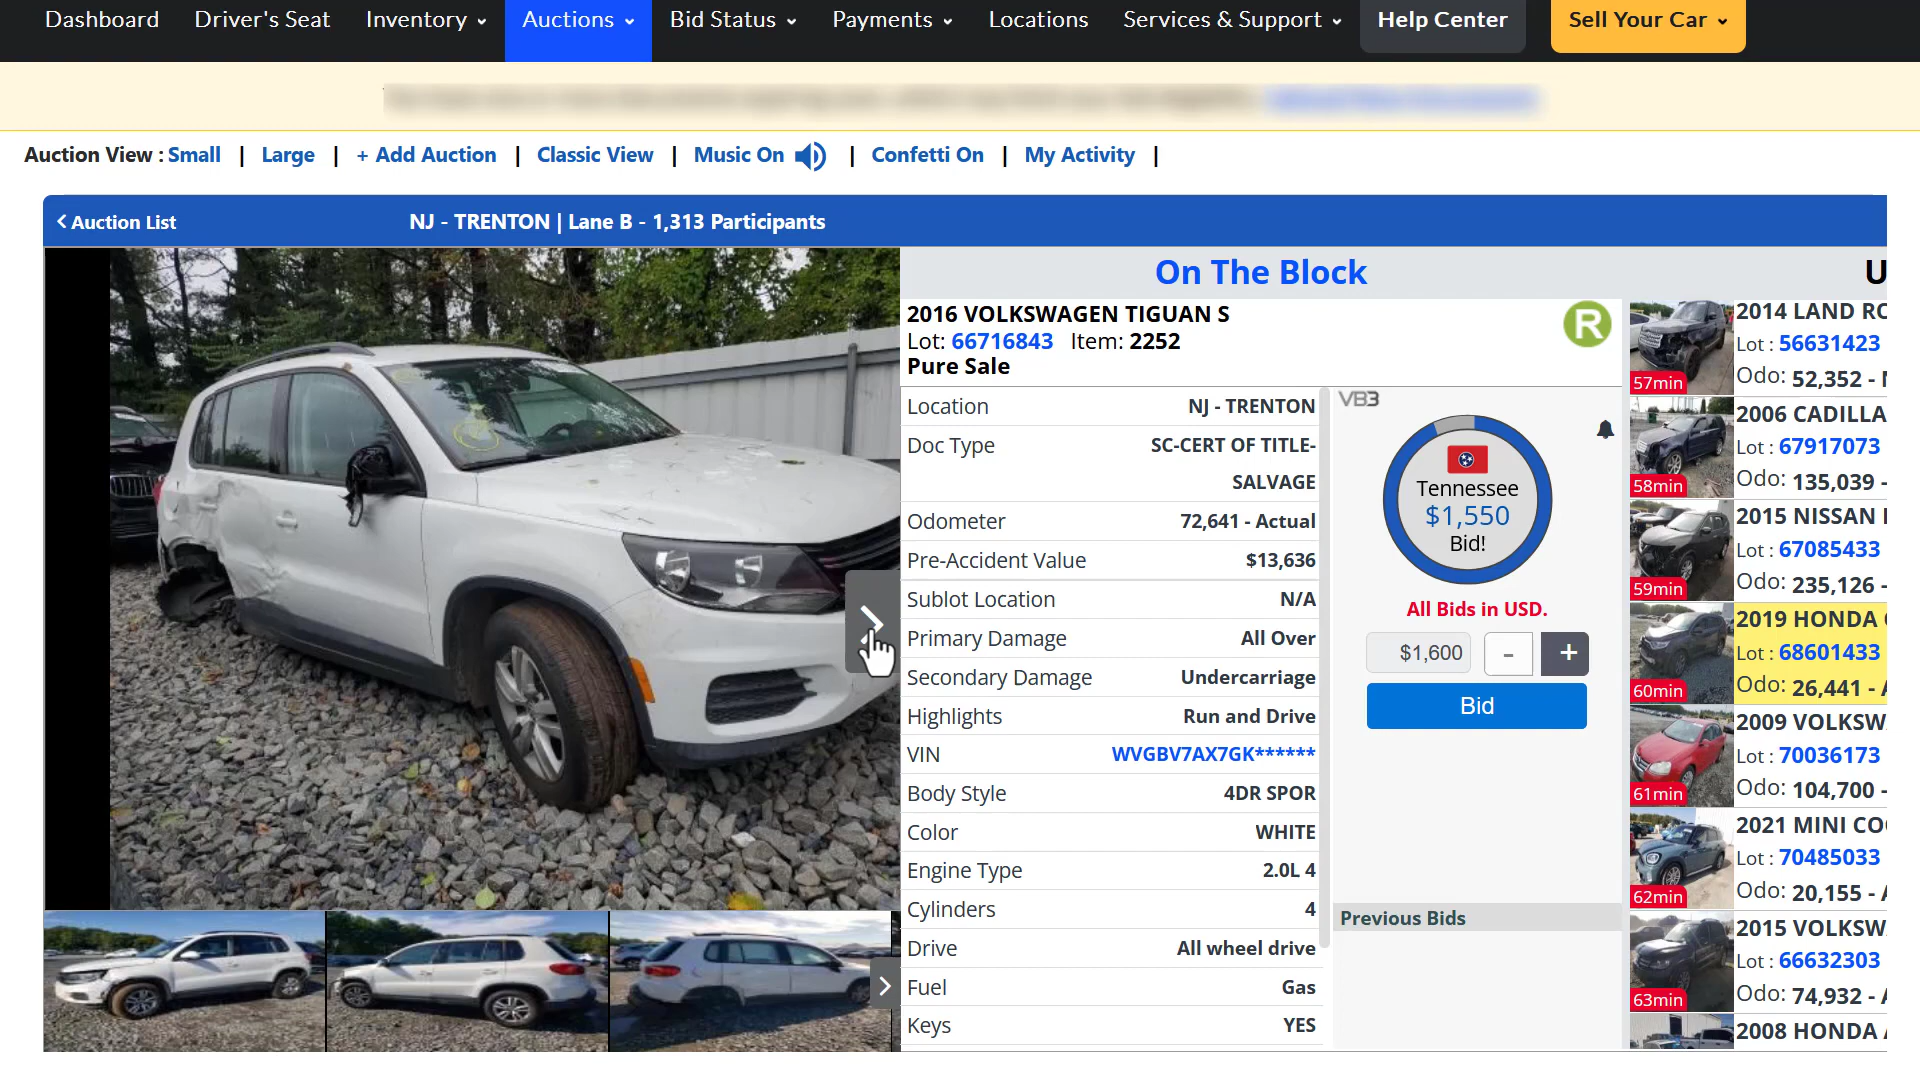 Dashboard
Driver's Seat
Inventory
Auctions
Bid Status
Payments
Locations
Services & Support
Help Center
Sell Your Car
Auction View : Small | Large | + Add Auction | Classic View | Music On | Confetti On | My Activity |
Auction List
NJ - TRENTON | Lane B - 1,313 Participants
On The Block
2016 VOLKSWAGEN TIGUAN S
Lot: 66716843 Item: 2252
Pure Sale
R
Location NJ - TRENTON
Doc Type SC-CERT OF TITLE-
SALVAGE
Odometer 72,641 - Actual
Pre-Accident Value $13,636
Sublot Location N/A
Primary Damage All Over
Secondary Damage Undercarriage
Highlights Run and Drive
VIN WVGBV7AX7GK******
Body Style 4DR SPOR
Color WHITE
Engine Type 2.0L 4
Cylinders 4
Drive All wheel drive
Fuel Gas
Keys YES
VB3
Tennessee
$1,550
Bid!
All Bids in USD.
$1,600
-
+
Bid
Previous Bids
U
2014 LAND RO
Lot : 56631423
Odo: 52,352 -
57min
2006 CADILLA
Lot : 67917073
Odo: 135,039 -
58min
2015 NISSAN
Lot : 67085433
Odo: 235,126 -
59min
2019 HONDA
Lot : 68601433
Odo: 26,441 - A
60min
2009 VOLKSW
Lot : 70036173
Odo: 104,700 -
61min
2021 MINI CO
Lot : 70485033
Odo: 20,155 - A
62min
2015 VOLKSW
Lot : 66632303
Odo: 74,932 - A
63min
2008 HONDA